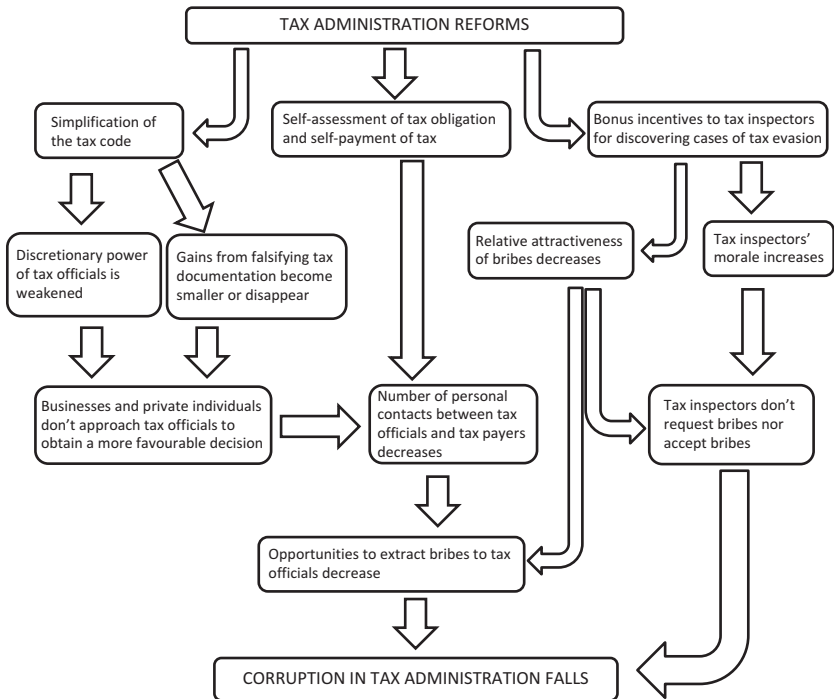 TAX ADMINISTRATION REFORMS
Simplification of
the tax code
Self-assessment of tax obligation
and self-payment of tax
Bonus incentives to tax inspectors
for discovering cases of tax evasion
Discretionary power
of tax officials is
weakened
Gains from falsifying tax
documentation become
smaller or disappear
Relative attractiveness
of bribes decreases
Tax inspectors’
morale increases
Businesses and private individuals
don’t approach tax officials to
obtain a more favourable decision
Number of personal
contacts between tax
officials and tax payers
decreases
Tax inspectors don’t
request bribes nor
accept bribes
Opportunities to extract bribes to tax
officials decrease
CORRUPTION IN TAX ADMINISTRATION FALLS